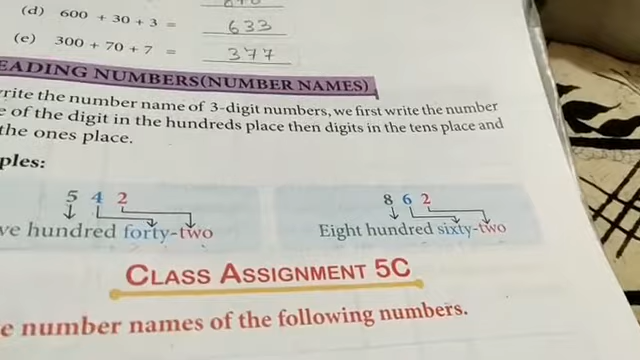 (d) 600 + 30 + 3 = 633
(e) 300 + 70 + 7 = 377
EADING NUMBERS(NUMBER NAMES)
rite the number name of 3-digit numbers, we first write the number
e of the digit in the hundreds place then digits in the tens place and
the ones place.
ples:
5 4 2
8 6 2
ve hundred forty-two
Eight hundred sixty-two
CLASS ASSIGNMENT 5C
e number names of the following numbers.